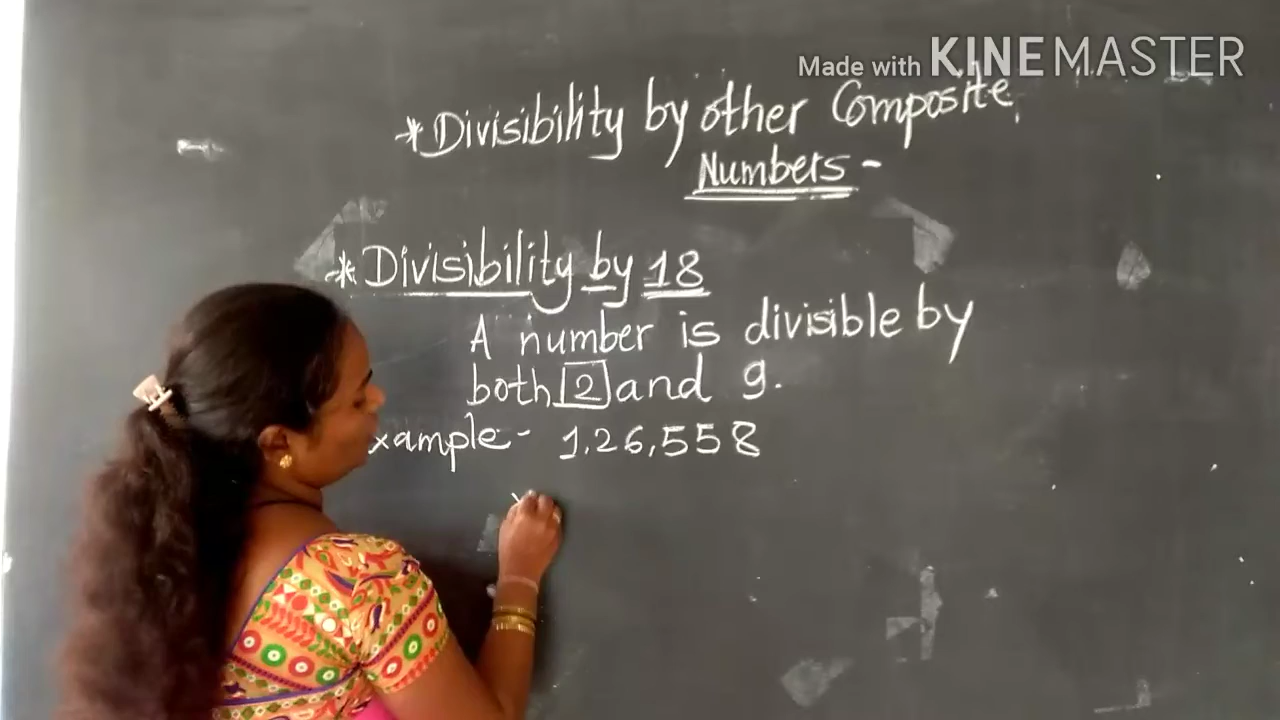 Made with KINEMASTER
* Divisibility by other Composite
Numbers -
* Divisibility by 18
A number is divisible by
both 2 and 9.
xample - 1,26,558